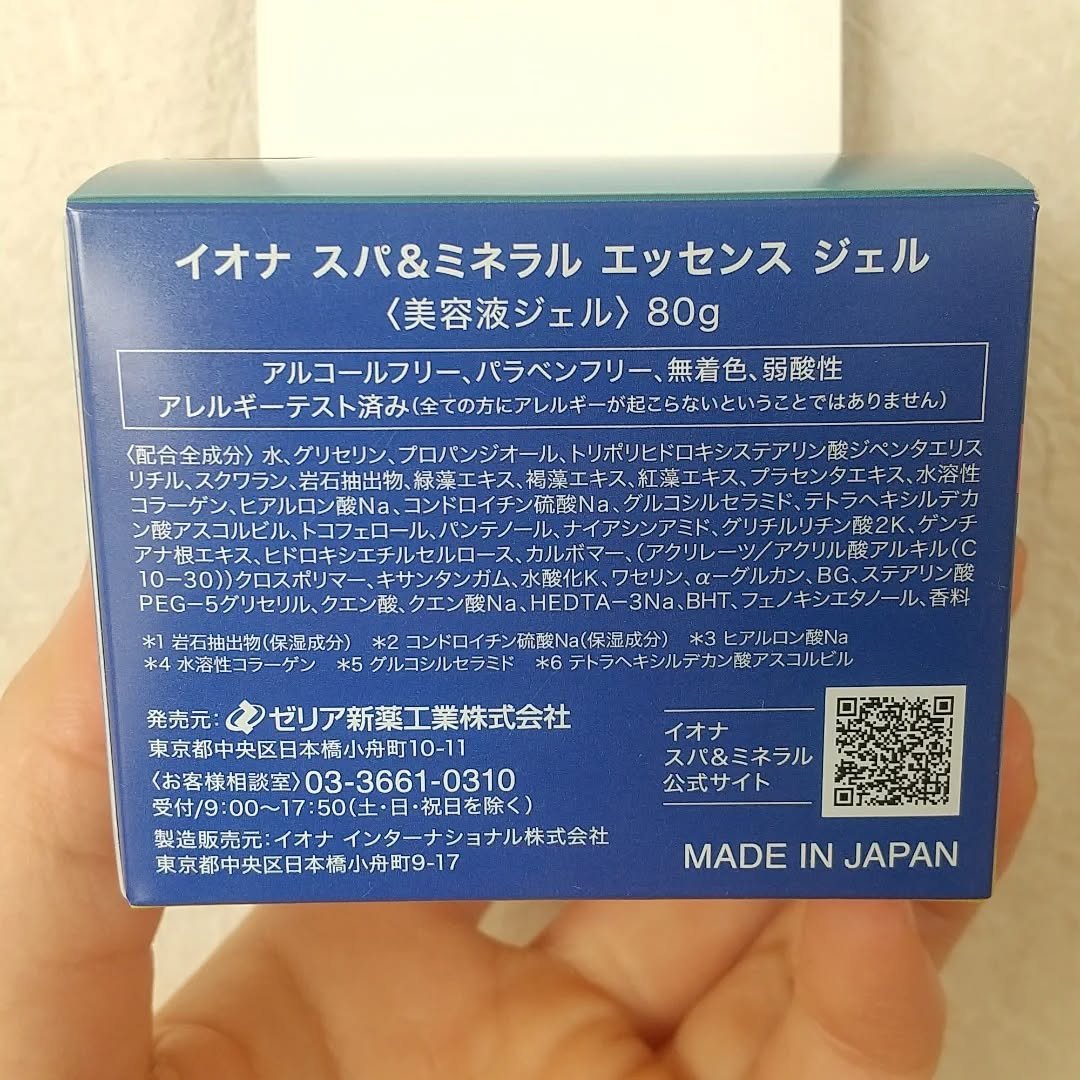 イオナ スパ&ミネラル エッセンス ジェル
〈美容液ジェル〉80g
アルコールフリー、パラベンフリー、無着色、弱酸性
アレルギーテスト済み(全ての方にアレルギーが起こらないということではありません)
〈配合全成分〉水、グリセリン、プロパンジオール、トリポリヒドロキシステアリン酸ジペンタエリス
リチル、スクワラン、岩石抽出物、緑藻エキス、褐藻エキス、紅藻エキス、プラセンタエキス、水溶性
コラーゲン、ヒアルロン酸Na、コンドロイチン硫酸Na、グルコシルセラミド、テトラヘキシルデカ
ン酸アスコルビル、トコフェロール、パンテノール、ナイアシンアミド、グリチルリチン酸2K、ゲンチ
アナ根エキス、ヒドロキシエチルセルロース、カルボマー、(アクリレーツ/アクリル酸アルキル(C
10-30))クロスポリマー、キサンタンガム、水酸化K、ワセリン、α-グルカン、BG、ステアリン酸
PEG-5グリセリル、クエン酸、クエン酸Na、HEDTA-3Na、BHT、フェノキシエタノール、香料
*1 岩石抽出物(保湿成分) *2 コンドロイチン硫酸Na(保湿成分) *3 ヒアルロン酸Na
*4 水溶性コラーゲン *5 グルコシルセラミド *6 テトラヘキシルデカン酸アスコルビル
発売元:ゼリア新薬工業株式会社
東京都中央区日本橋小舟町10-11
〈お客様相談室〉03-3661-0310
受付/9:00〜17:50(土・日・祝日を除く)
製造販売元:イオナ インターナショナル株式会社
東京都中央区日本橋小舟町9-17
イオナ
スパ&ミネラル
公式サイト
MADE IN JAPAN